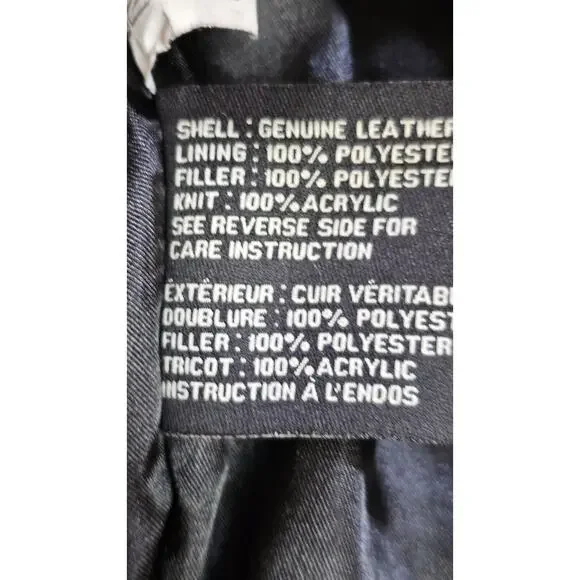 SHELL : GENUINE LEATHER
LINING : 100% POLYESTER
FILLER : 100% POLYESTE
KNIT : 100% ACRYLIC
SEE REVERSE SIDE FOR
CARE INSTRUCTION
EXTÉRIEUR : CUIR VÉRITAB
DOUBLURE : 100% POLYEST
FILLER : 100% POLYESTER
TRICOT : 100% ACRYLIC
INSTRUCTION À L'ENDOS